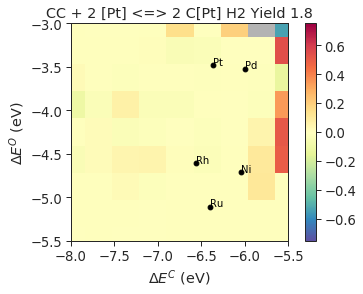 CC + 2 [Pt] <=> 2 C[Pt] H2 Yield 1.8
−3.0
−3.5
−4.0
−4.5
−5.0
−5.5
ΔE^O (eV)
Pt
Pd
Rh
Ni
Ru
−8.0 −7.5 −7.0 −6.5 −6.0 −5.5
ΔE^C (eV)
0.6
0.4
0.2
0.0
−0.2
−0.4
−0.6